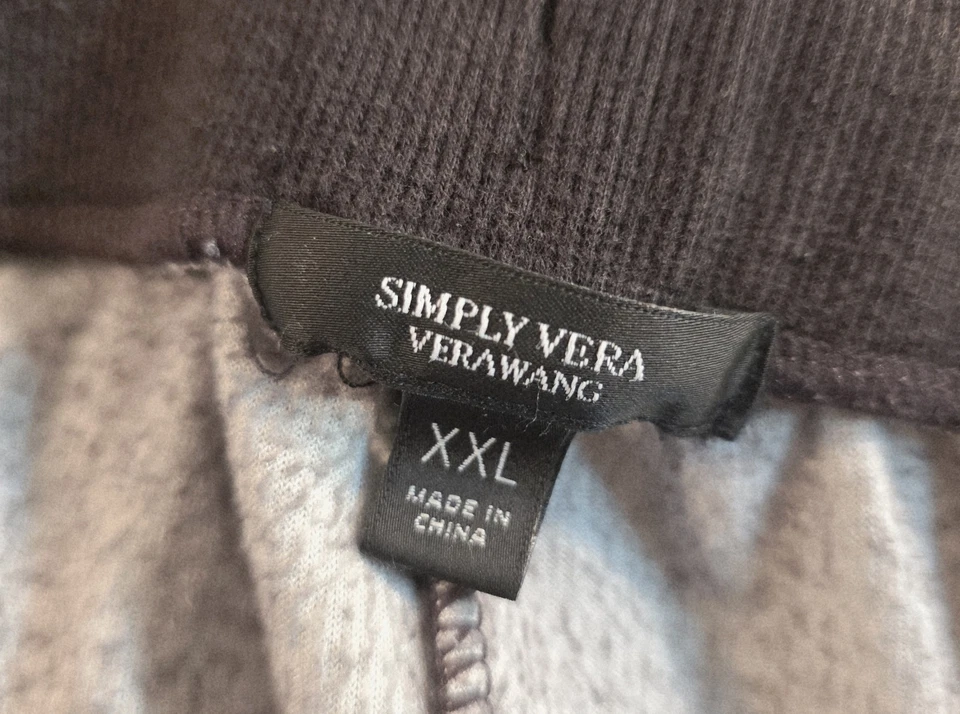 SIMPLY VERA
VERAWANG
XXL
MADE IN
CHINA